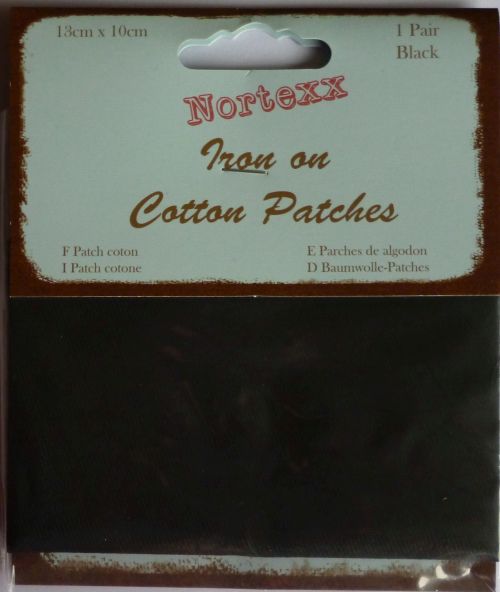 13cm x 10cm
1 Pair
Black
Nortexx
Iron on
Cotton Patches
F Patch coton
I Patch cotone
E Parches de algodon
D Baumwolle-Patches